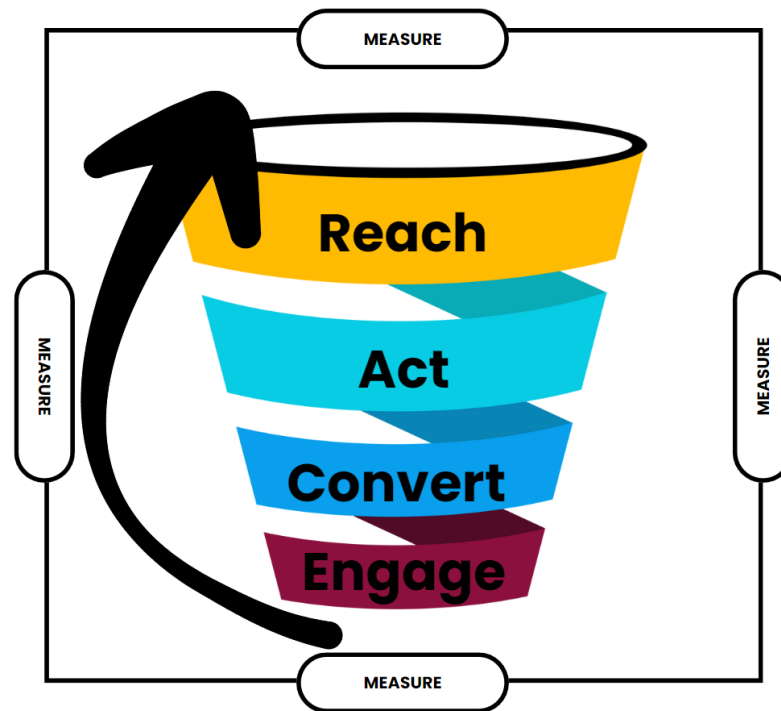 MEASURE
Reach
MEASURE
MEASURE
Act
Convert
Engage
MEASURE